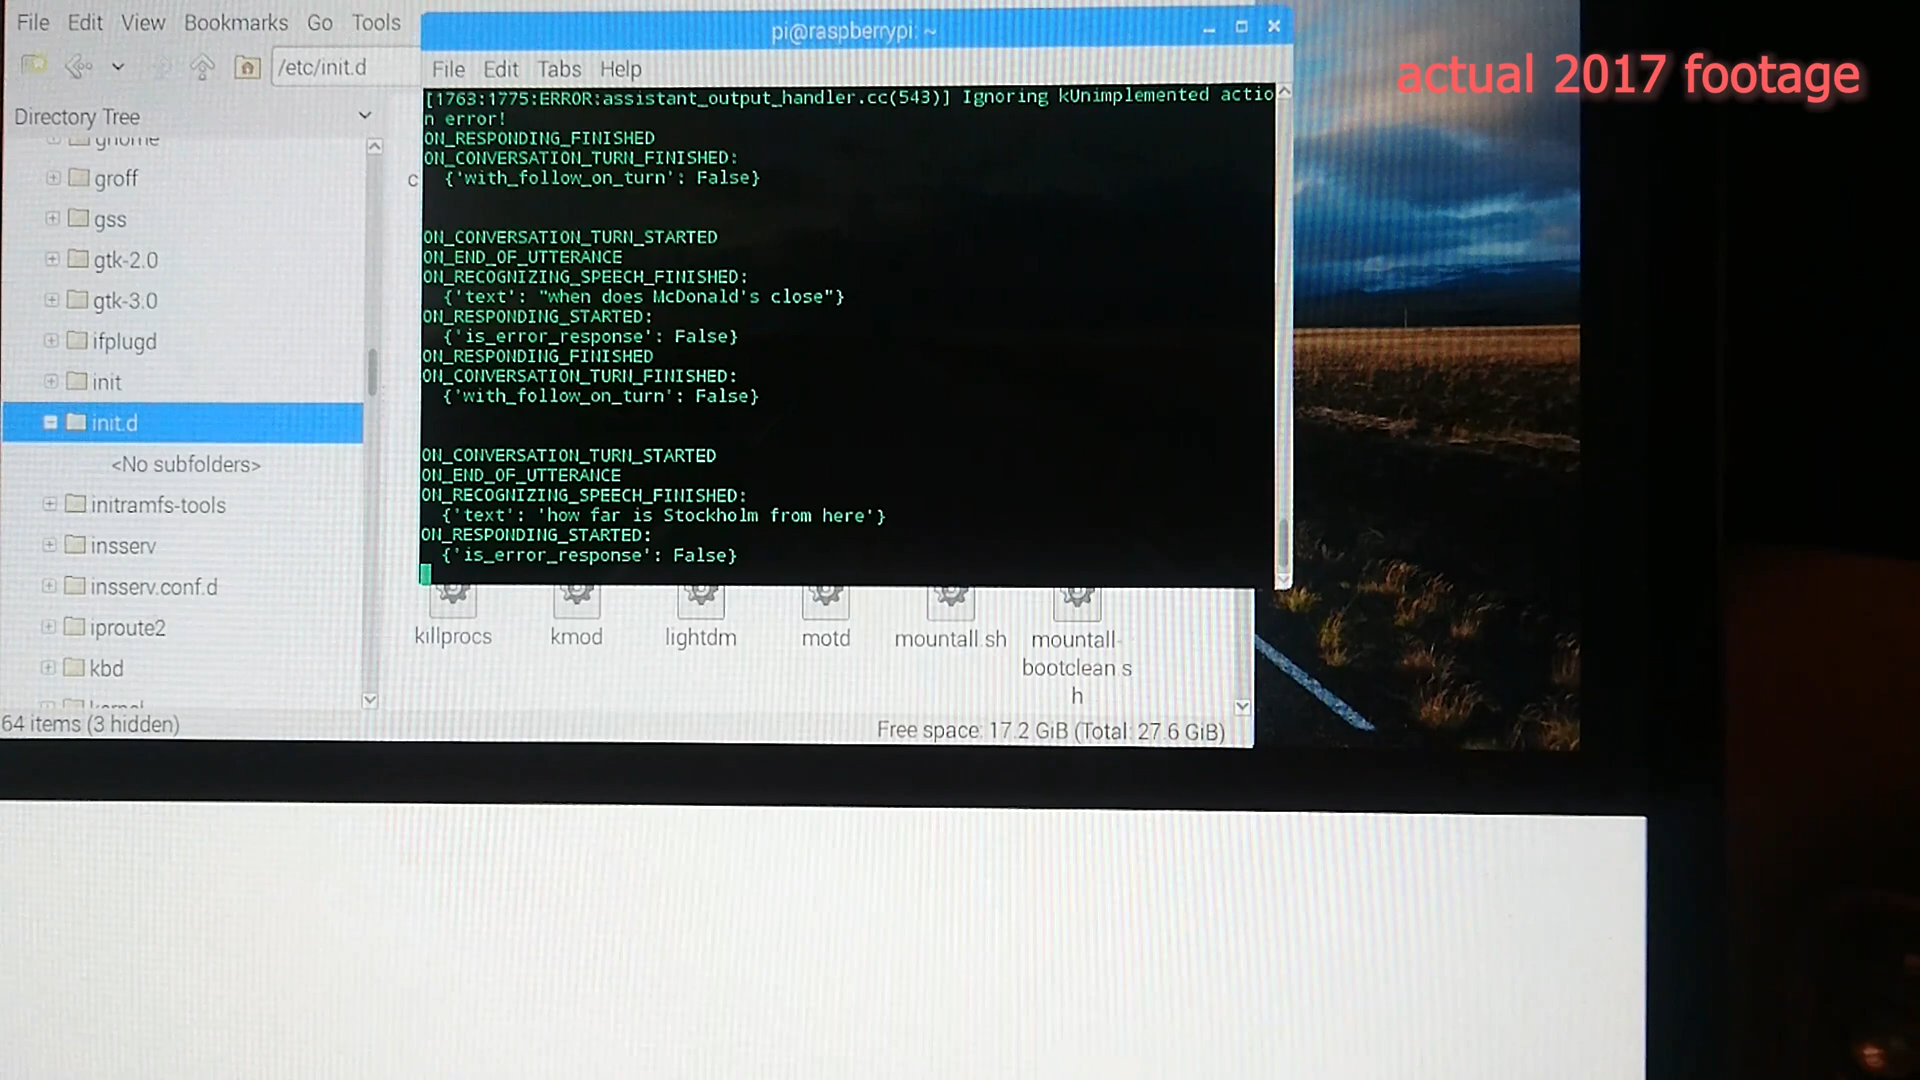 File Edit View Bookmarks Go Tools
/etc/init.d
Directory Tree
gnome
groff
gss
gtk-2.0
gtk-3.0
ifplugd
init
init.d
<No subfolders>
initramfs-tools
insserv
insserv.conf.d
iproute2
kbd
kernel
64 items (3 hidden)
pi@raspberrypi: ~
File Edit Tabs Help
[1763:1775:ERROR:assistant_output_handler.cc(543)] Ignoring kUnimplemented actio
n error!
ON_RESPONDING_FINISHED
ON_CONVERSATION_TURN_FINISHED:
{'with_follow_on_turn': False}
ON_CONVERSATION_TURN_STARTED
ON_END_OF_UTTERANCE
ON_RECOGNIZING_SPEECH_FINISHED:
{'text': "when does McDonald's close"}
ON_RESPONDING_STARTED:
{'is_error_response': False}
ON_RESPONDING_FINISHED
ON_CONVERSATION_TURN_FINISHED:
{'with_follow_on_turn': False}
ON_CONVERSATION_TURN_STARTED
ON_END_OF_UTTERANCE
ON_RECOGNIZING_SPEECH_FINISHED:
{'text': 'how far is Stockholm from here'}
ON_RESPONDING_STARTED:
{'is_error_response': False}
c
killprocs
kmod
lightdm
motd
mountall.sh
mountall-
bootclean.s
h
Free space: 17.2 GiB (Total: 27.6 GiB)
actual 2017 footage